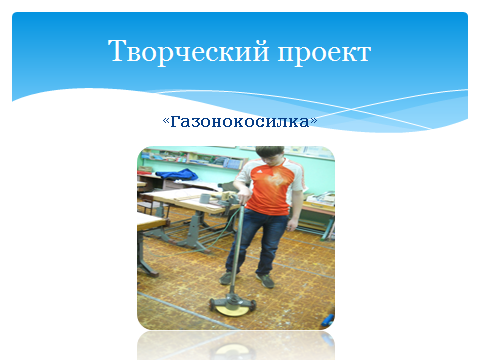 Творческий проект
«Газонокосилка»